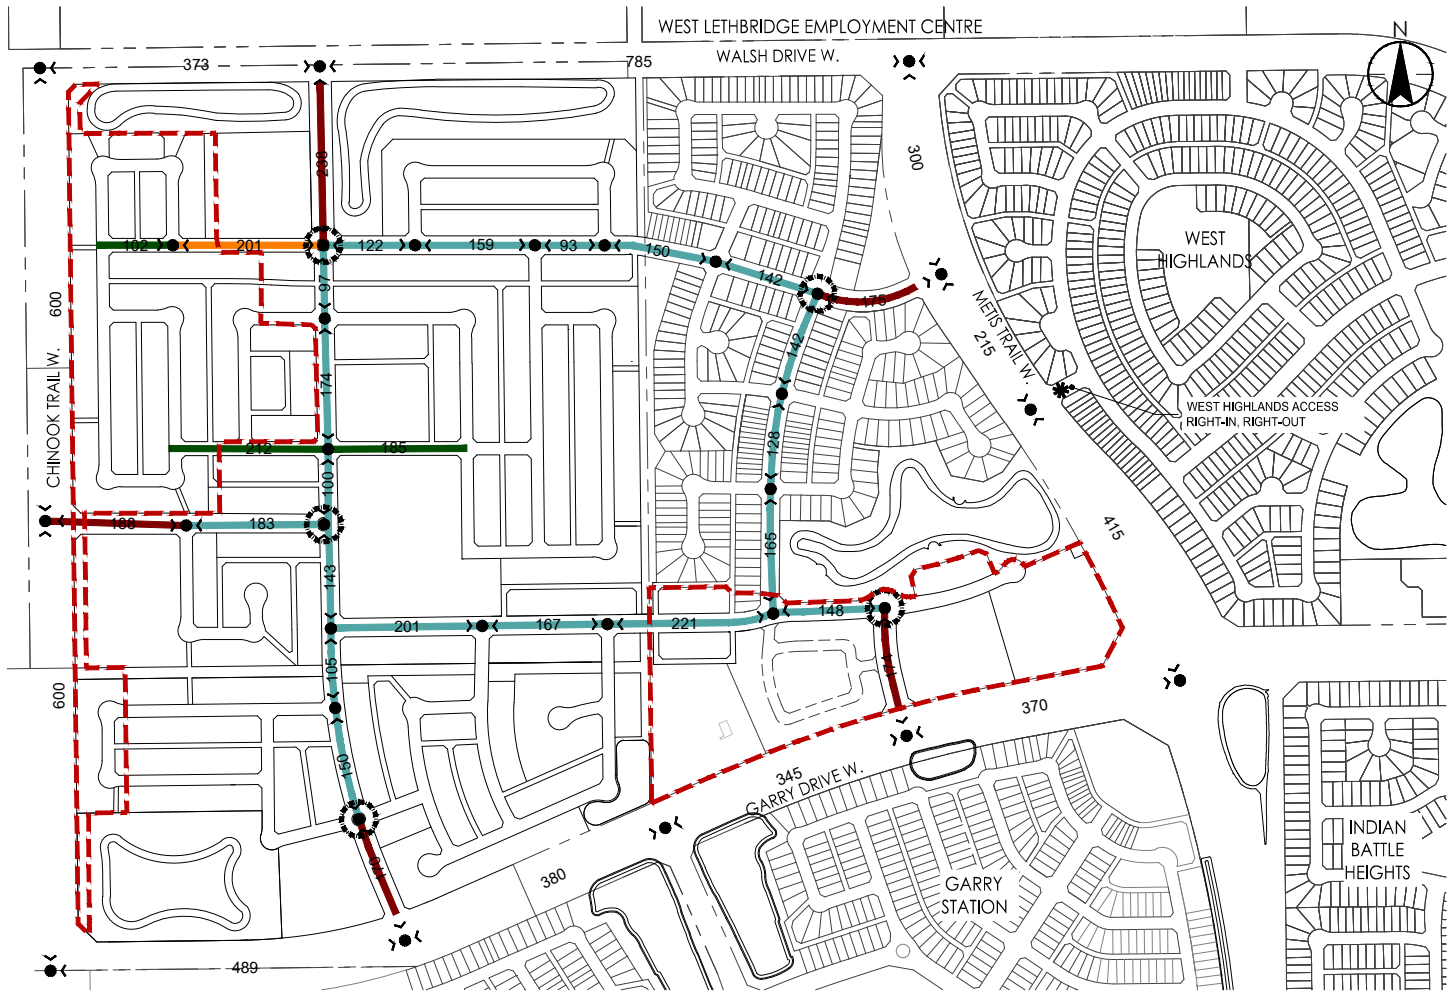 WEST LETHBRIDGE EMPLOYMENT CENTRE
N
373
785
WALSH DRIVE W.
238
300
102
201
122
159
93
150
142
175
WEST
HIGHLANDS
97
600
METIS TRAIL W.
215
142
174
CHINOOK TRAIL W.
WEST HIGHLANDS ACCESS
RIGHT-IN, RIGHT-OUT
212
185
128
100
188
183
415
165
143
201
167
221
148
105
174
600
370
150
345
GARRY DRIVE W.
INDIAN
BATTLE
HEIGHTS
380
GARRY
STATION
489